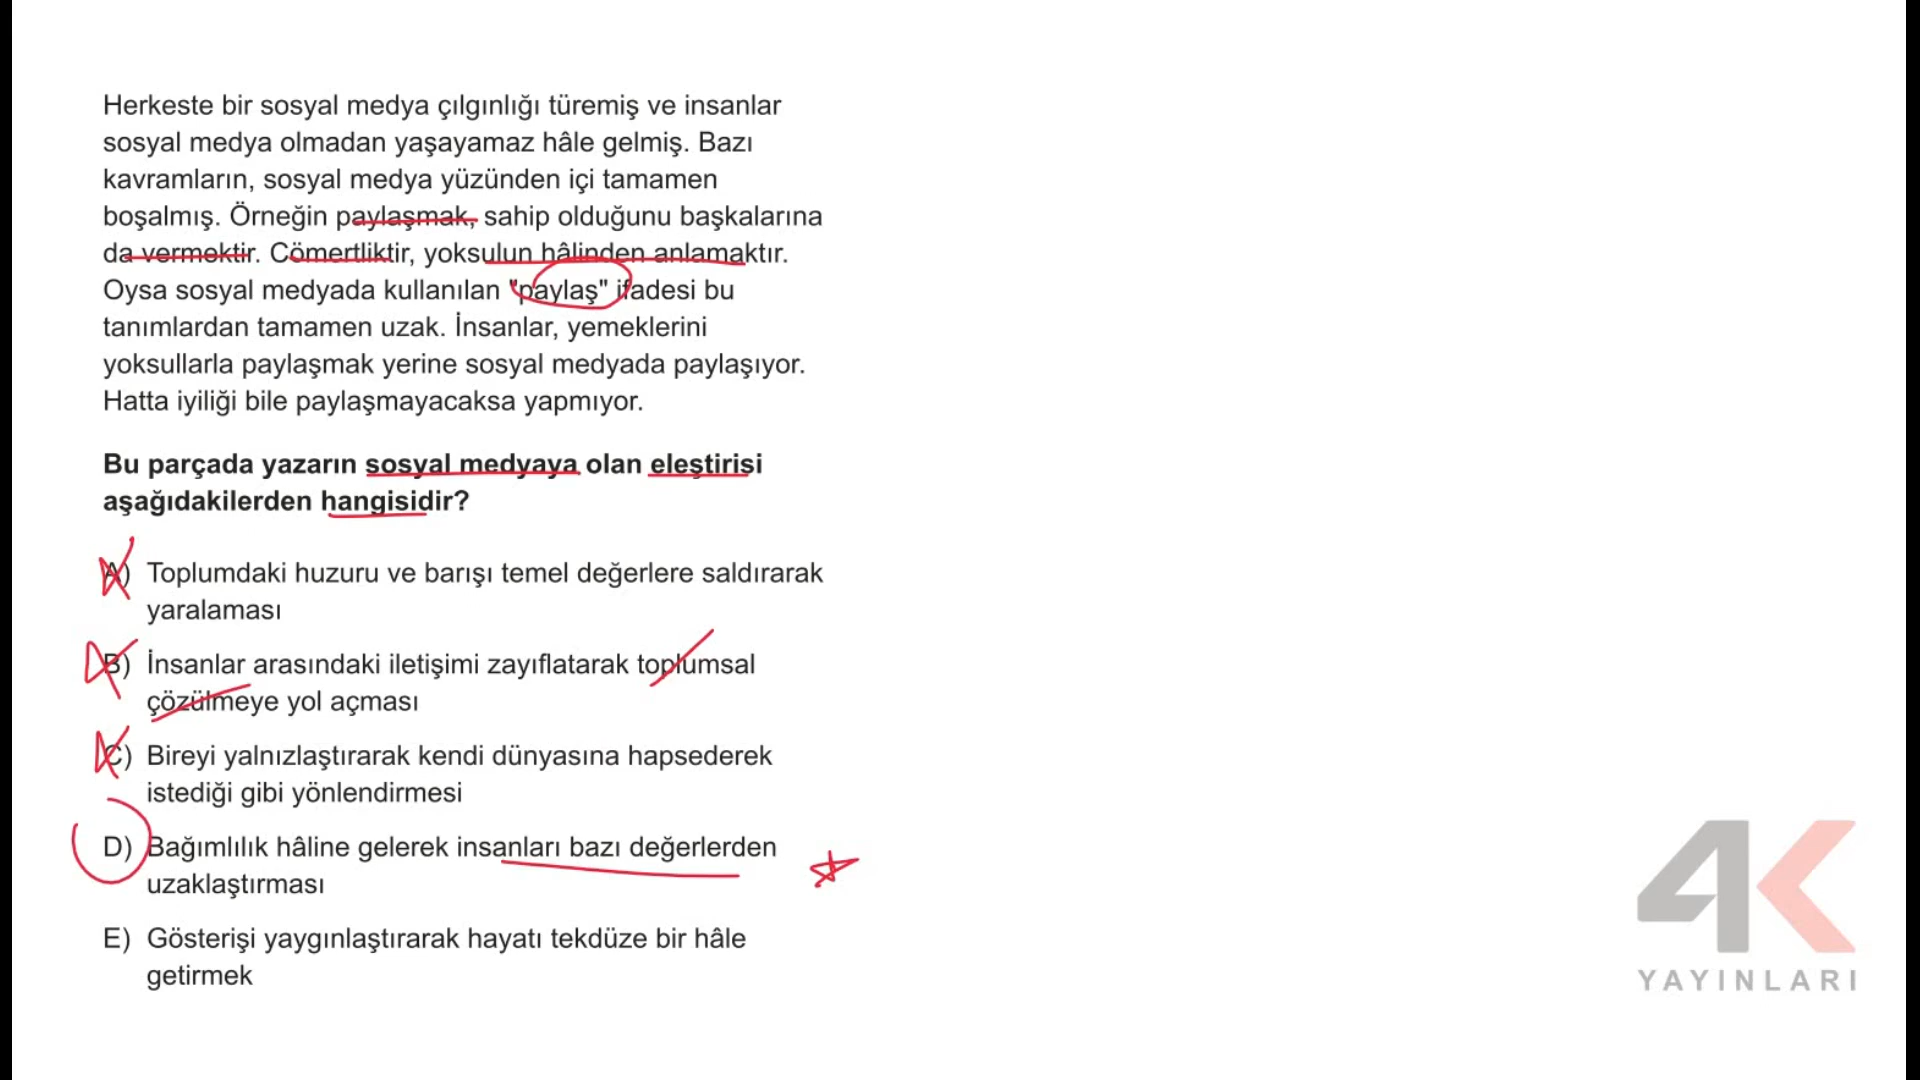 Herkeste bir sosyal medya çılgınlığı türemiş ve insanlar
sosyal medya olmadan yaşayamaz hâle gelmiş. Bazı
kavramların, sosyal medya yüzünden içi tamamen
boşalmış. Örneğin paylaşmak, sahip olduğunu başkalarına
da vermektir. Cömertliktir, yoksulun hâlinden anlamaktır.
Oysa sosyal medyada kullanılan "paylaş" ifadesi bu
tanımlardan tamamen uzak. İnsanlar, yemeklerini
yoksullarla paylaşmak yerine sosyal medyada paylaşıyor.
Hatta iyiliği bile paylaşmayacaksa yapmıyor.
Bu parçada yazarın sosyal medyaya olan eleştirisi
aşağıdakilerden hangisidir?
A) Toplumdaki huzuru ve barışı temel değerlere saldırarak
yaralaması
B) İnsanlar arasındaki iletişimi zayıflatarak toplumsal
çözülmeye yol açması
C) Bireyi yalnızlaştırarak kendi dünyasına hapsederek
istediği gibi yönlendirmesi
D) Bağımlılık hâline gelerek insanları bazı değerlerden
uzaklaştırması
E) Gösterişi yaygınlaştırarak hayatı tekdüze bir hâle
getirmek
4K
YAYINLARI